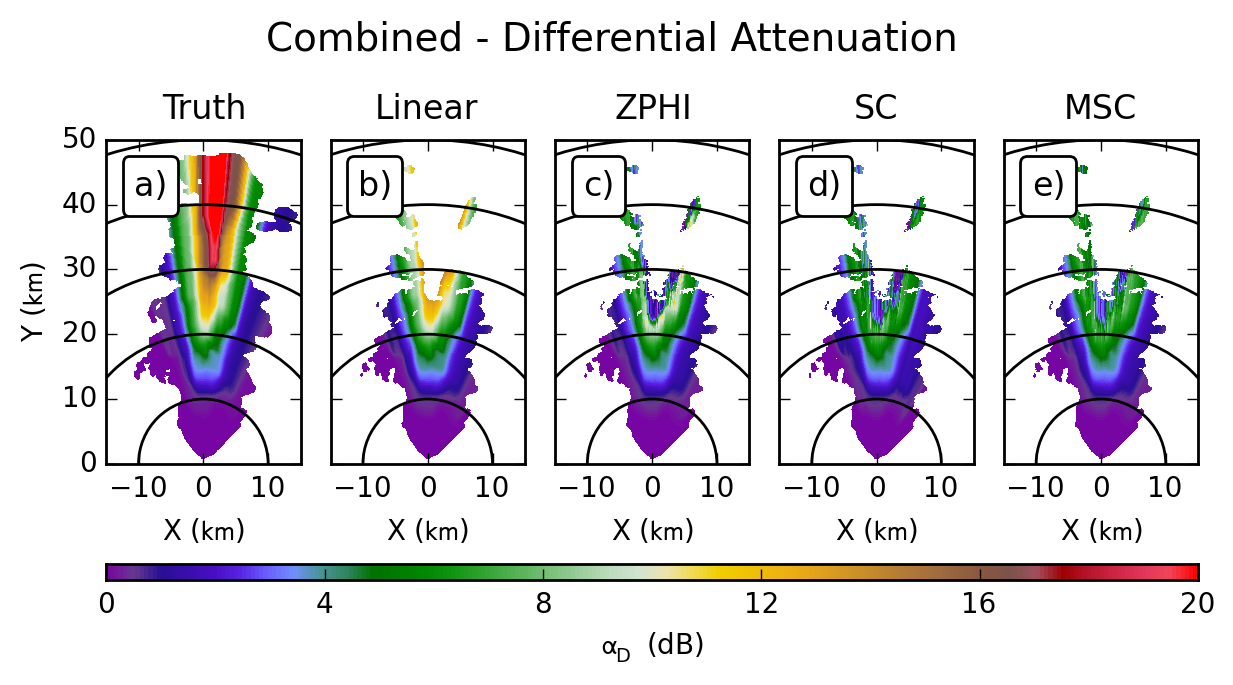 Combined - Differential Attenuation
Truth Linear ZPHI SC MSC
a) b) c) d) e)
50
40
30
20
10
0
Y (km)
−10 0 10 −10 0 10 −10 0 10 −10 0 10 −10 0 10
X (km) X (km) X (km) X (km) X (km)
0 4 8 12 16 20
αD (dB)